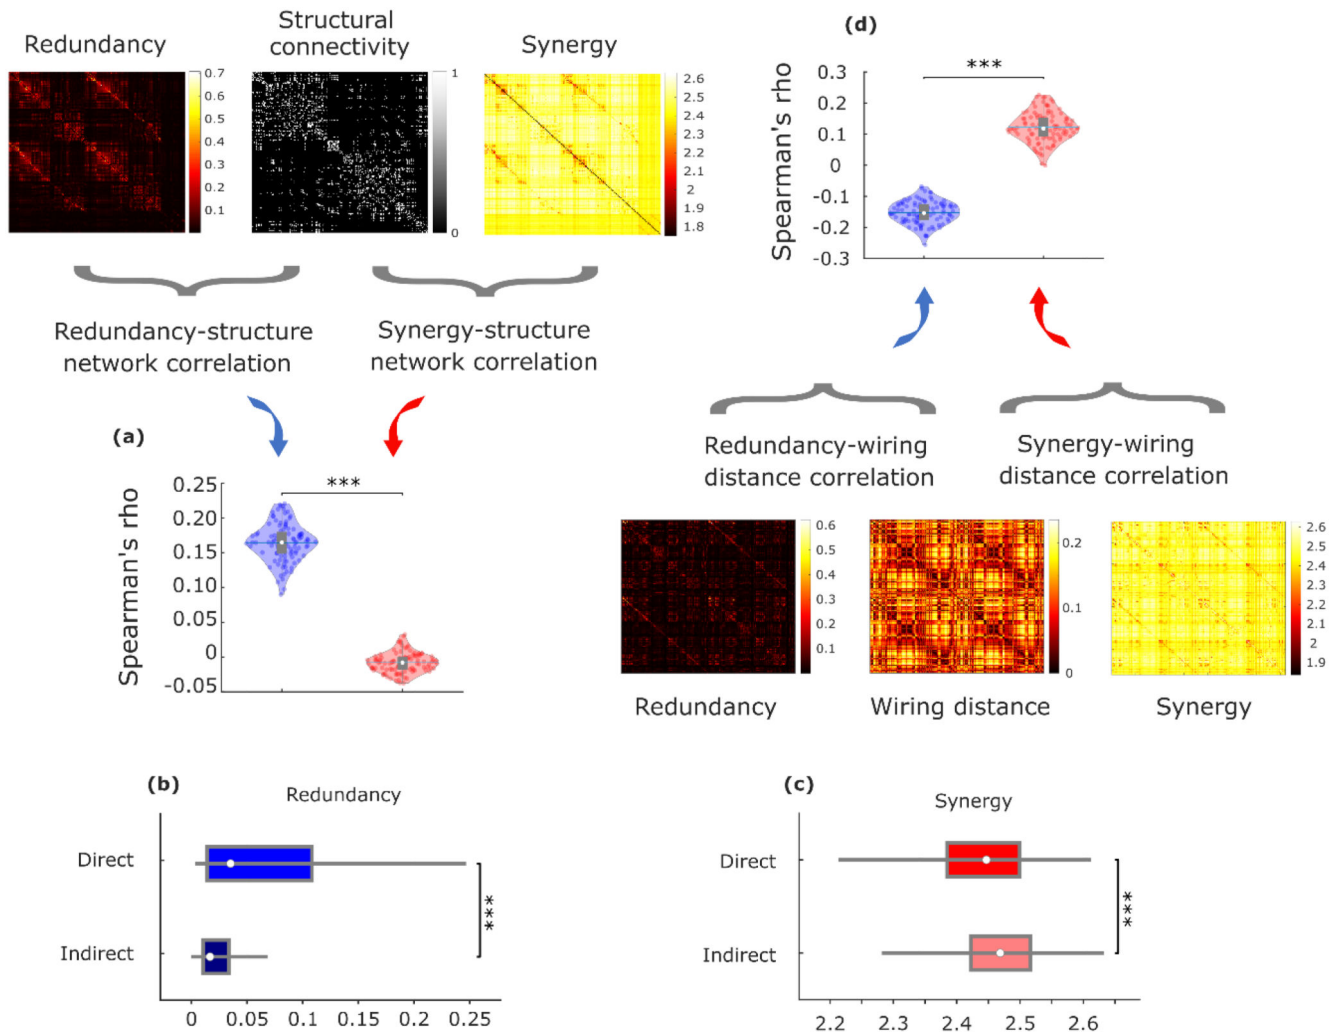 Redundancy
Structural
connectivity
Synergy
0.7
0.6
0.5
0.4
0.3
0.2
0.1
1
0
2.6
2.5
2.4
2.3
2.2
2.1
2
1.9
1.8
Redundancy-structure
network correlation
Synergy-structure
network correlation
(a)
Spearman's rho
0.25
0.20
0.15
0.10
0.05
0
-0.05
***
(d)
Spearman's rho
0.3
0.2
0.1
0
-0.1
-0.2
-0.3
***
Redundancy-wiring
distance correlation
Synergy-wiring
distance correlation
0.6
0.5
0.4
0.3
0.2
0.1
0.2
0.1
0
2.6
2.5
2.4
2.3
2.2
2.1
2
1.9
Redundancy
Wiring distance
Synergy
(b)
Redundancy
Direct
Indirect
***
0 0.05 0.1 0.15 0.2 0.25
(c)
Synergy
Direct
Indirect
***
2.2 2.3 2.4 2.5 2.6